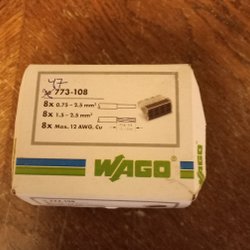 47
773-108
8x 0.75 - 2.5 mm²
8x 1.5 - 2.5 mm²
8x Max. 12 AWG. Cu
WAGO
WAGO